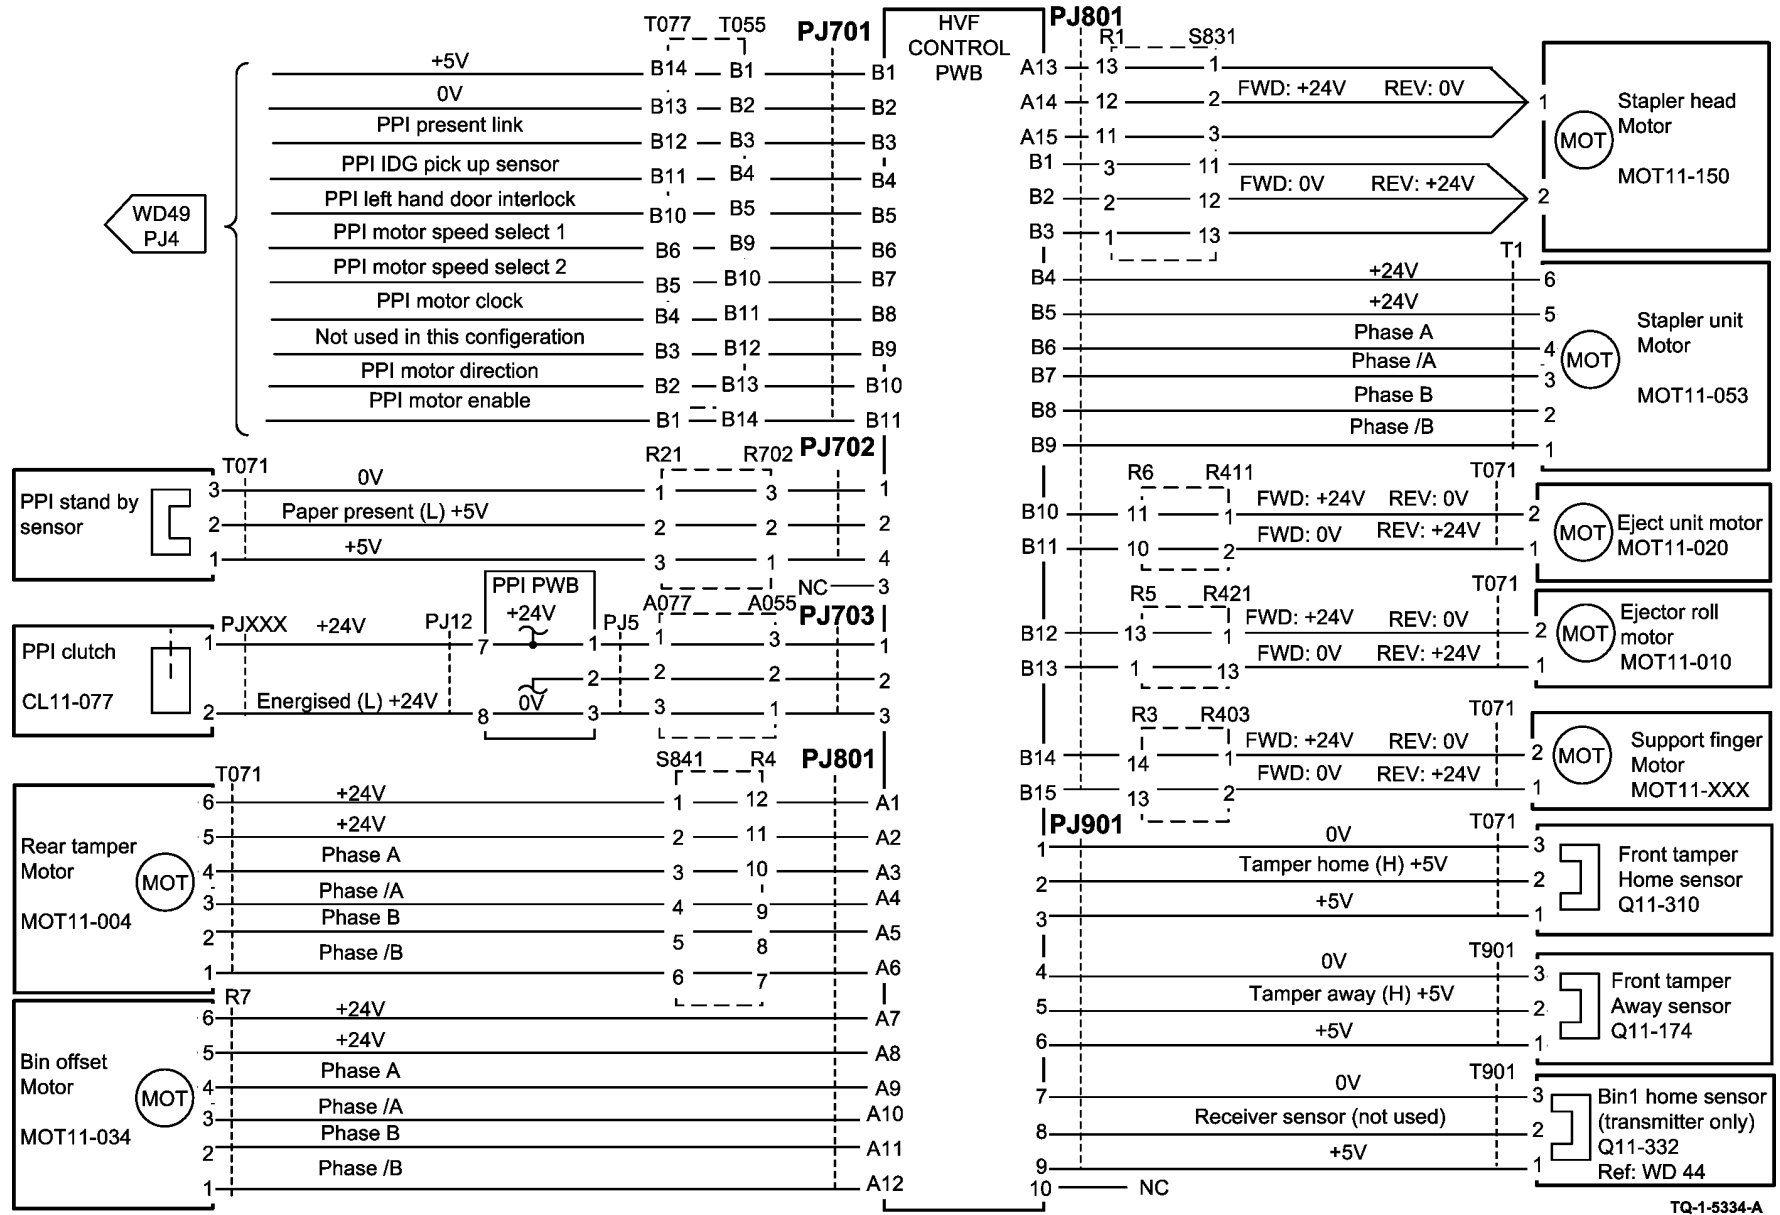 HVF
CONTROL
PWB
T077 T055 PJ701
+5V B14 B1 B1
0V B13 B2 B2
PPI present link B12 B3 B3
PPI IDG pick up sensor B11 B4 B4
PPI left hand door interlock B10 B5 B5
WD49
PJ4
PPI motor speed select 1 B6 B9 B6
PPI motor speed select 2 B5 B10 B7
PPI motor clock B4 B11 B8
Not used in this configeration B3 B12 B9
PPI motor direction B2 B13 B10
PPI motor enable B1 B14 B11
T071 R21 R702 PJ702
PPI stand by
sensor
3 0V 1 3 1
2 Paper present (L) +5V 2 2 2
1 +5V 3 1 4
NC 3
PJXXX PJ12 PPI PWB PJ5 A077 A055 PJ703
PPI clutch
CL11-077
1 +24V 7 +24V 1 1 3 1
0V 2 2 2 2
2 Energised (L) +24V 8 3 3 1 3
T071 S841 R4 PJ801
Rear tamper
Motor
MOT
MOT11-004
6 +24V 1 12 A1
5 +24V 2 11 A2
4 Phase A 3 10 A3
3 Phase /A 4 9 A4
2 Phase B 5 8 A5
1 Phase /B 6 7 A6
R7
Bin offset
Motor
MOT
MOT11-034
6 +24V A7
5 +24V A8
4 Phase A A9
3 Phase /A A10
2 Phase B A11
1 Phase /B A12
PJ801 R1 S831
A13 13 1
A14 12 2 FWD: +24V REV: 0V 1
A15 11 3
B1 3 11
B2 2 12 FWD: 0V REV: +24V 2
B3 1 13
MOT
Stapler head
Motor
MOT11-150
T1
B4 +24V 6
B5 +24V 5
B6 Phase A 4
B7 Phase /A 3
B8 Phase B 2
B9 Phase /B 1
MOT
Stapler unit
Motor
MOT11-053
R6 R411 T071
B10 11 1 FWD: +24V REV: 0V 2
B11 10 2 FWD: 0V REV: +24V 1
MOT
Eject unit motor
MOT11-020
R5 R421 T071
B12 13 1 FWD: +24V REV: 0V 2
B13 1 13 FWD: 0V REV: +24V 1
MOT
Ejector roll
motor
MOT11-010
R3 R403 T071
B14 14 1 FWD: +24V REV: 0V 2
B15 13 2 FWD: 0V REV: +24V 1
MOT
Support finger
Motor
MOT11-XXX
PJ901 T071
1 0V 3
2 Tamper home (H) +5V 2
3 +5V 1
Front tamper
Home sensor
Q11-310
T901
4 0V 3
5 Tamper away (H) +5V 2
6 +5V 1
Front tamper
Away sensor
Q11-174
T901
7 0V 3
8 Receiver sensor (not used) 2
9 +5V 1
10 NC
Bin1 home sensor
(transmitter only)
Q11-332
Ref: WD 44
TQ-1-5334-A